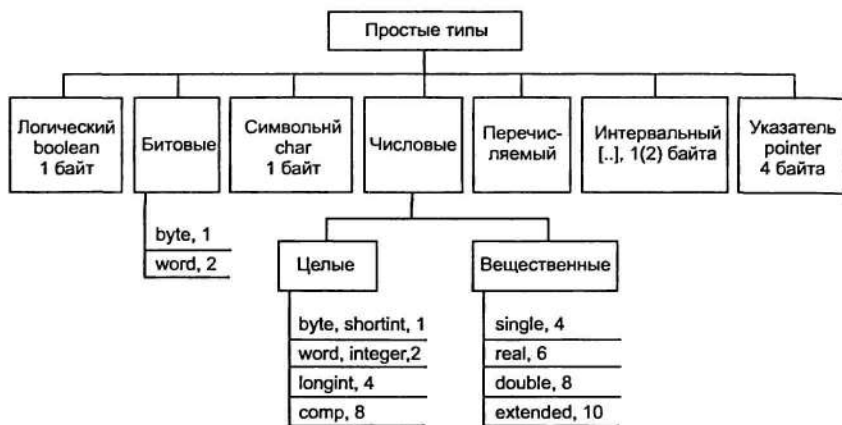 Простые типы
Логический
boolean
1 байт
Битовые
Символьнй
char
1 байт
Числовые
Перечис-
ляемый
Интервальный
[..], 1(2) байта
Указатель
pointer
4 байта
byte, 1
word, 2
Целые
byte, shortint, 1
word, integer,2
longint, 4
comp, 8
Вещественные
single, 4
real, 6
double, 8
extended, 10